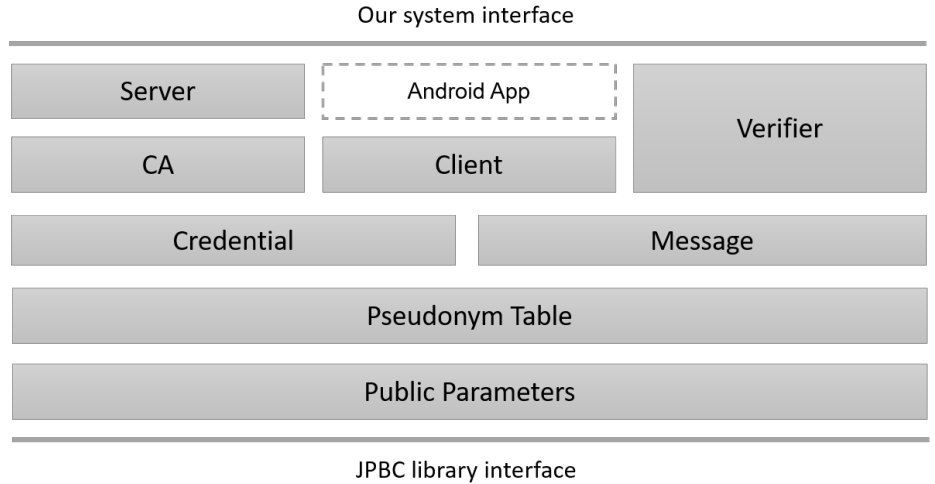 Our system interface
Server
Android App
Verifier
CA
Client
Credential
Message
Pseudonym Table
Public Parameters
JPBC library interface